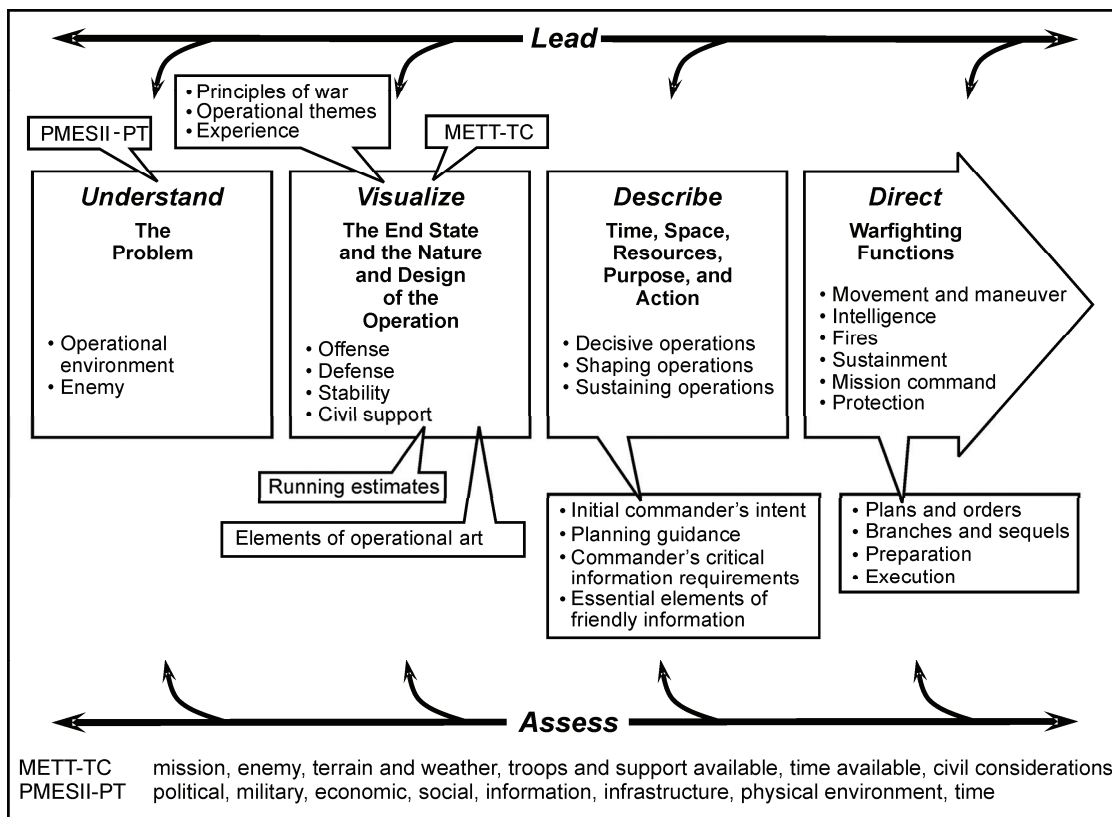 Lead
• Principles of war
• Operational themes
• Experience
PMESII-PT
METT-TC
Understand
The
Problem
• Operational
environment
• Enemy
Visualize
The End State
and the Nature
and Design
of the
Operation
• Offense
• Defense
• Stability
• Civil support
Describe
Time, Space,
Resources,
Purpose, and
Action
• Decisive operations
• Shaping operations
• Sustaining operations
Direct
Warfighting
Functions
• Movement and maneuver
• Intelligence
• Fires
• Sustainment
• Mission command
• Protection
Running estimates
Elements of operational art
• Initial commander's intent
• Planning guidance
• Commander's critical
information requirements
• Essential elements of
friendly information
• Plans and orders
• Branches and sequels
• Preparation
• Execution
Assess
METT-TC mission, enemy, terrain and weather, troops and support available, time available, civil considerations
PMESII-PT political, military, economic, social, information, infrastructure, physical environment, time